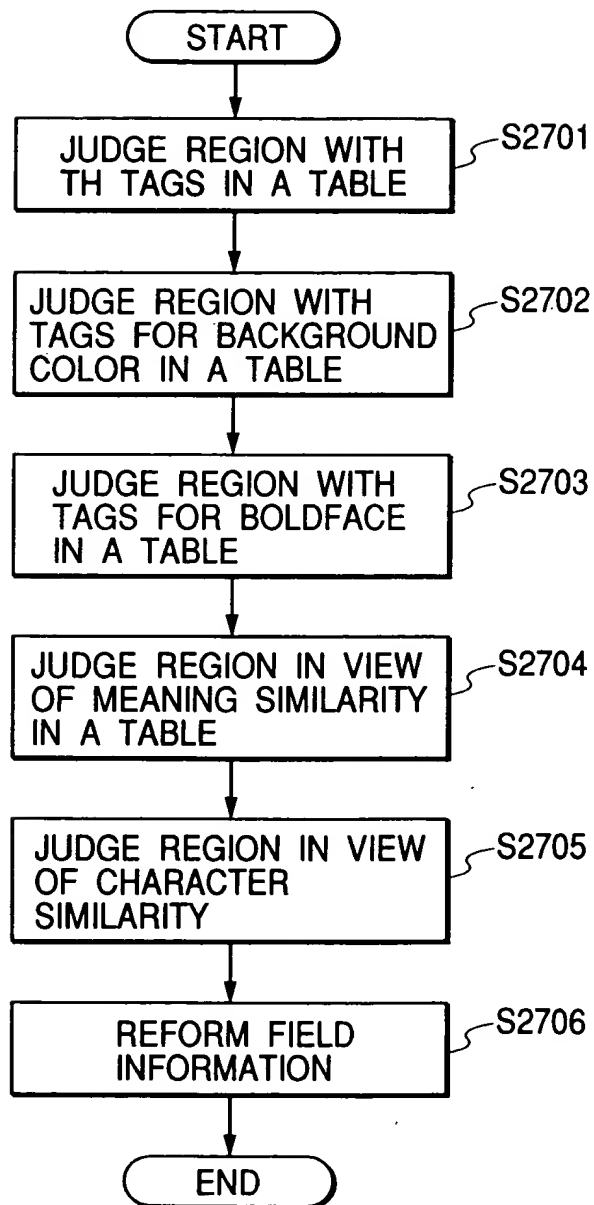 START
JUDGE REGION WITH
TH TAGS IN A TABLE
S2701
JUDGE REGION WITH
TAGS FOR BACKGROUND
COLOR IN A TABLE
S2702
JUDGE REGION WITH
TAGS FOR BOLDFACE
IN A TABLE
S2703
JUDGE REGION IN VIEW
OF MEANING SIMILARITY
IN A TABLE
S2704
JUDGE REGION IN VIEW
OF CHARACTER
SIMILARITY
S2705
REFORM FIELD
INFORMATION
S2706
END